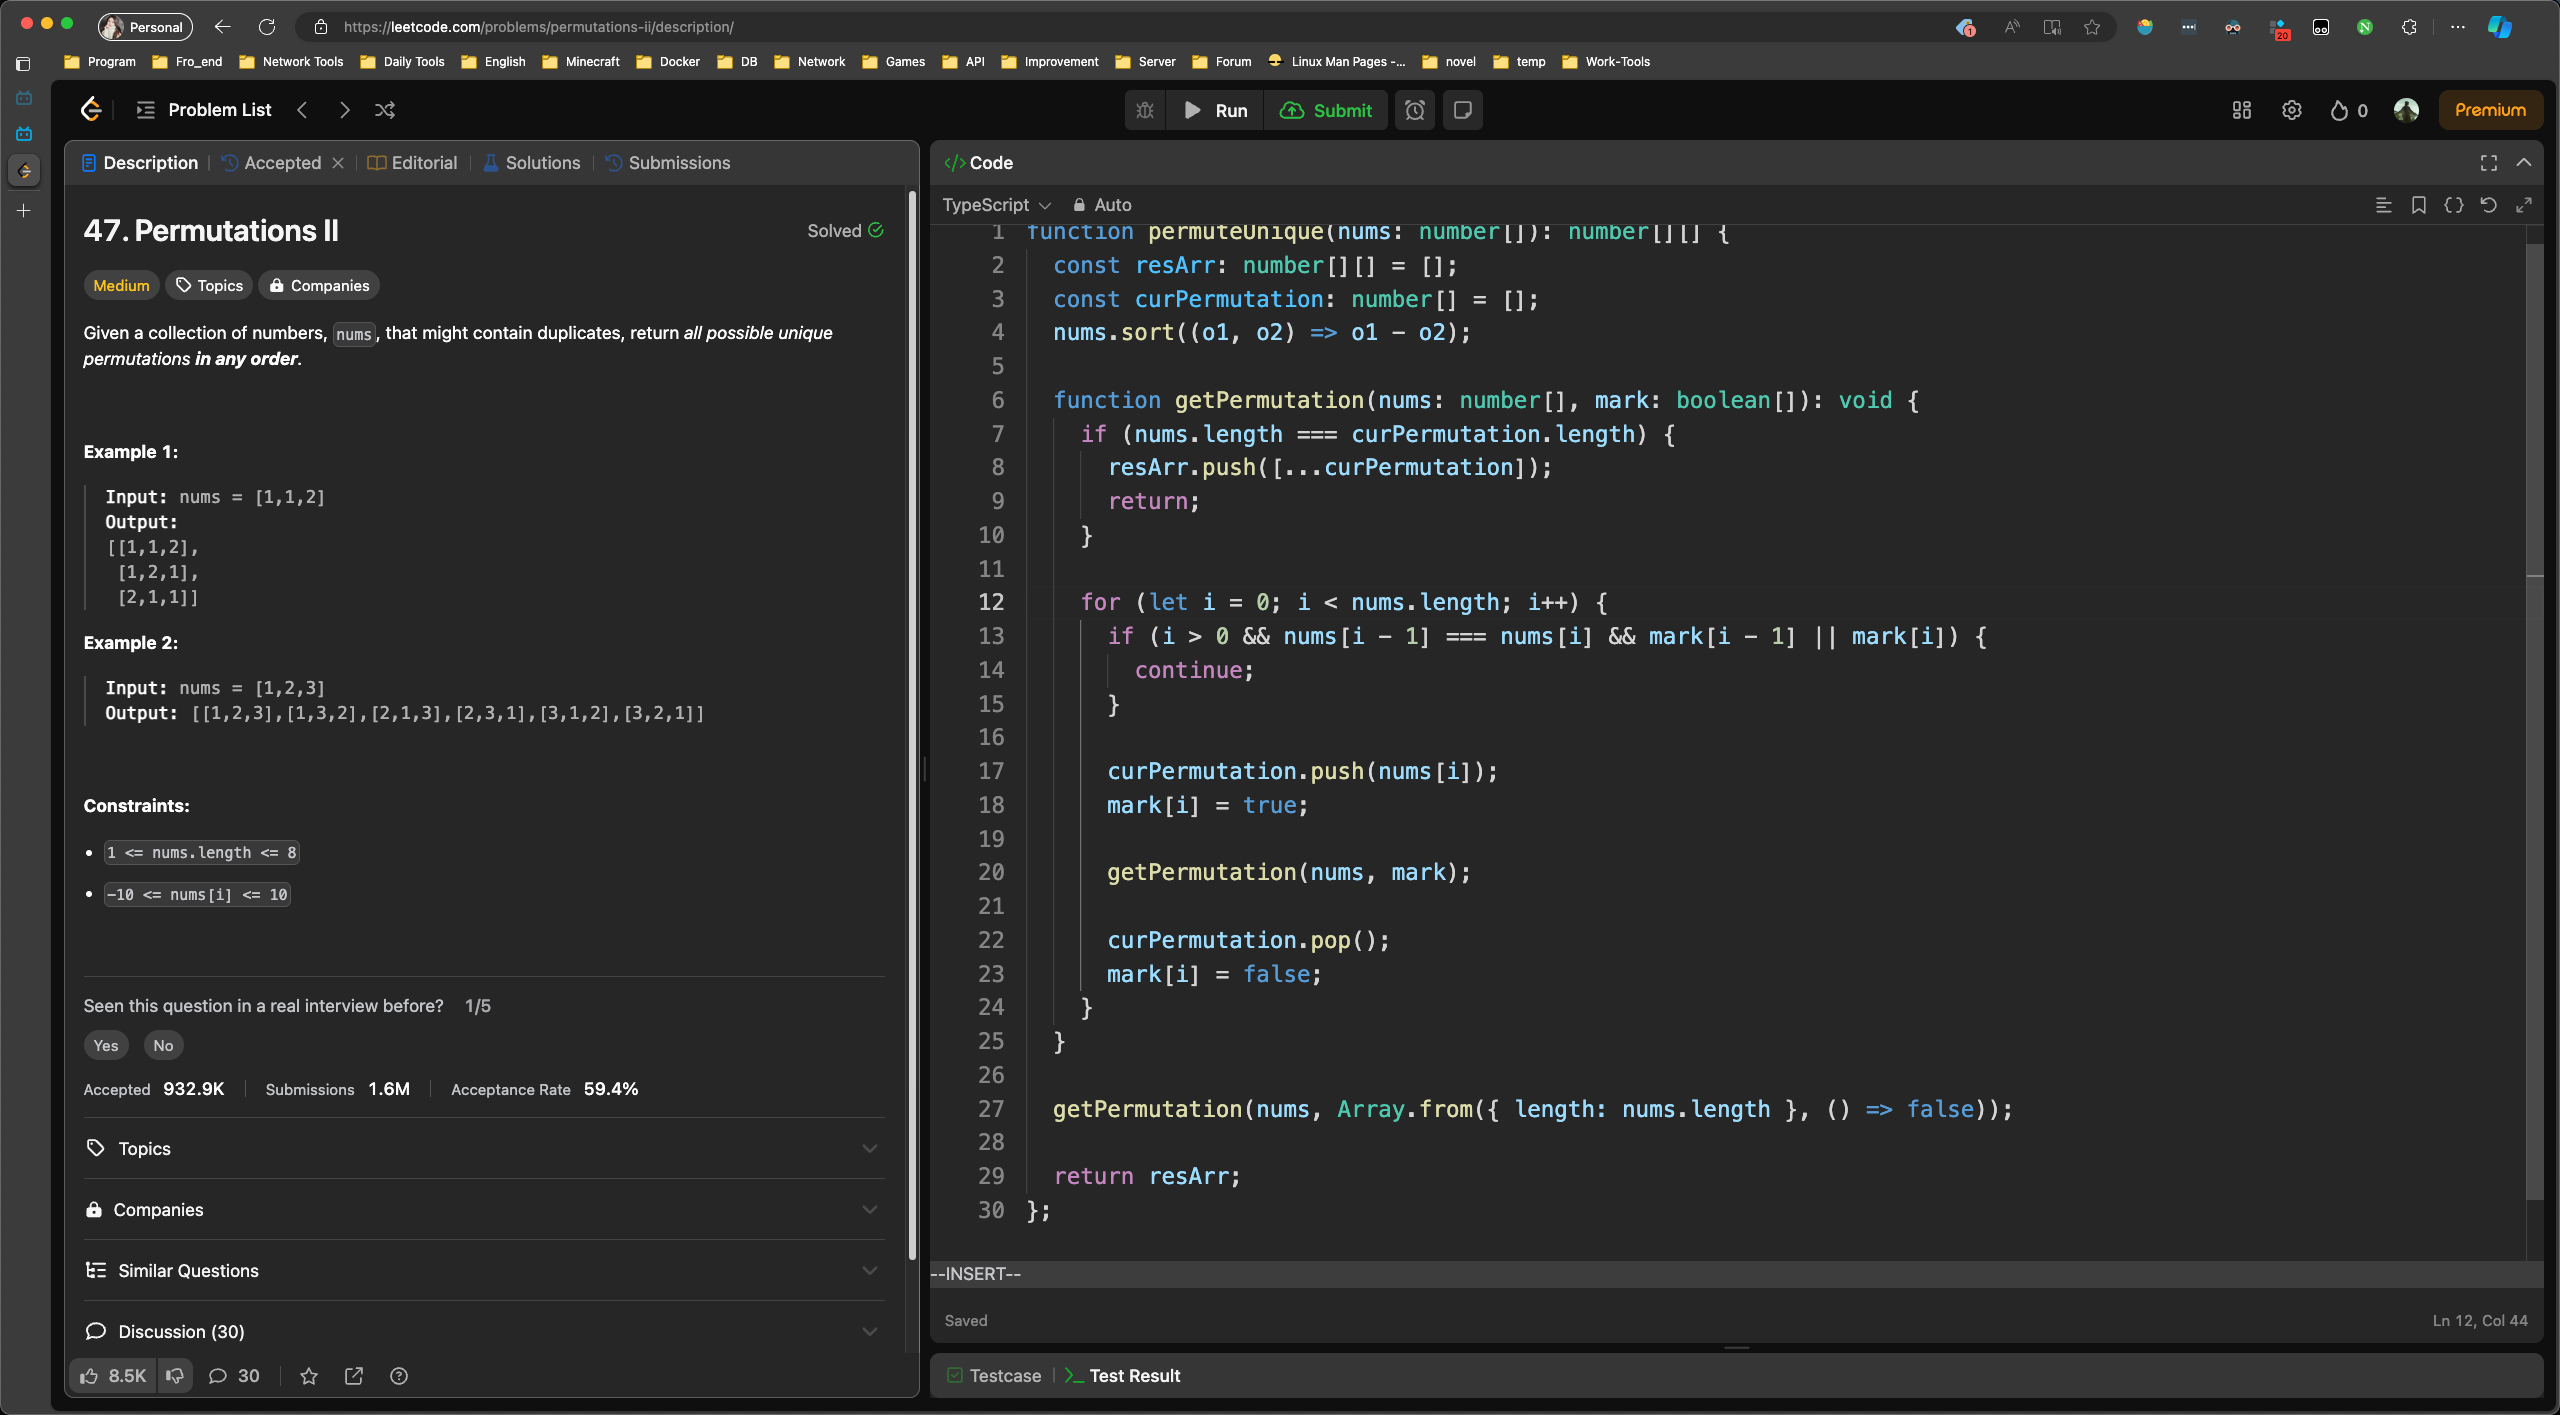 Personal
https://leetcode.com/problems/permutations-ii/description/
1
20
Program Fro_end Network Tools Daily Tools English Minecraft Docker DB Network Games API Improvement Server Forum Linux Man Pages -... novel temp Work-Tools
Problem List
Run
Submit
0
Premium
Description
Accepted
Editorial
Solutions
Submissions
47. Permutations II
Solved
Medium
Topics
Companies
Given a collection of numbers, nums, that might contain duplicates, return all possible unique
permutations in any order.
Example 1:
Input: nums = [1,1,2]
Output:
[[1,1,2],
[1,2,1],
[2,1,1]]
Example 2:
Input: nums = [1,2,3]
Output: [[1,2,3],[1,3,2],[2,1,3],[2,3,1],[3,1,2],[3,2,1]]
Constraints:
1 <= nums.length <= 8
-10 <= nums[i] <= 10
Seen this question in a real interview before? 1/5
Yes
No
Accepted 932.9K Submissions 1.6M Acceptance Rate 59.4%
Topics
Companies
Similar Questions
Discussion (30)
8.5K
30
</> Code
TypeScript
Auto
1 function permuteUnique(nums: number[]): number[][] {
2 const resArr: number[][] = [];
3 const curPermutation: number[] = [];
4 nums.sort((o1, o2) => o1 - o2);
5
6 function getPermutation(nums: number[], mark: boolean[]): void {
7 if (nums.length === curPermutation.length) {
8 resArr.push([...curPermutation]);
9 return;
10 }
11
12 for (let i = 0; i < nums.length; i++) {
13 if (i > 0 && nums[i - 1] === nums[i] && mark[i - 1] || mark[i]) {
14 continue;
15 }
16
17 curPermutation.push(nums[i]);
18 mark[i] = true;
19
20 getPermutation(nums, mark);
21
22 curPermutation.pop();
23 mark[i] = false;
24 }
25 }
26
27 getPermutation(nums, Array.from({ length: nums.length }, () => false));
28
29 return resArr;
30 };
--INSERT--
Saved
Ln 12, Col 44
Testcase
Test Result